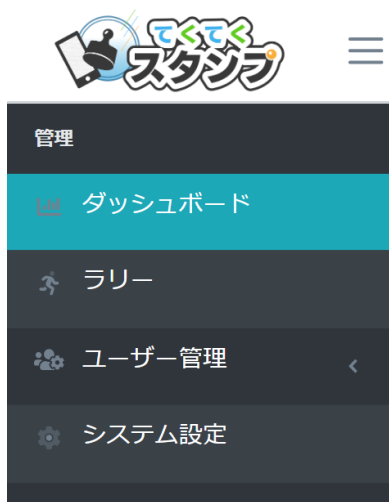 てくてく
スタンプ
管理
ダッシュボード
ラリー
ユーザー管理
システム設定